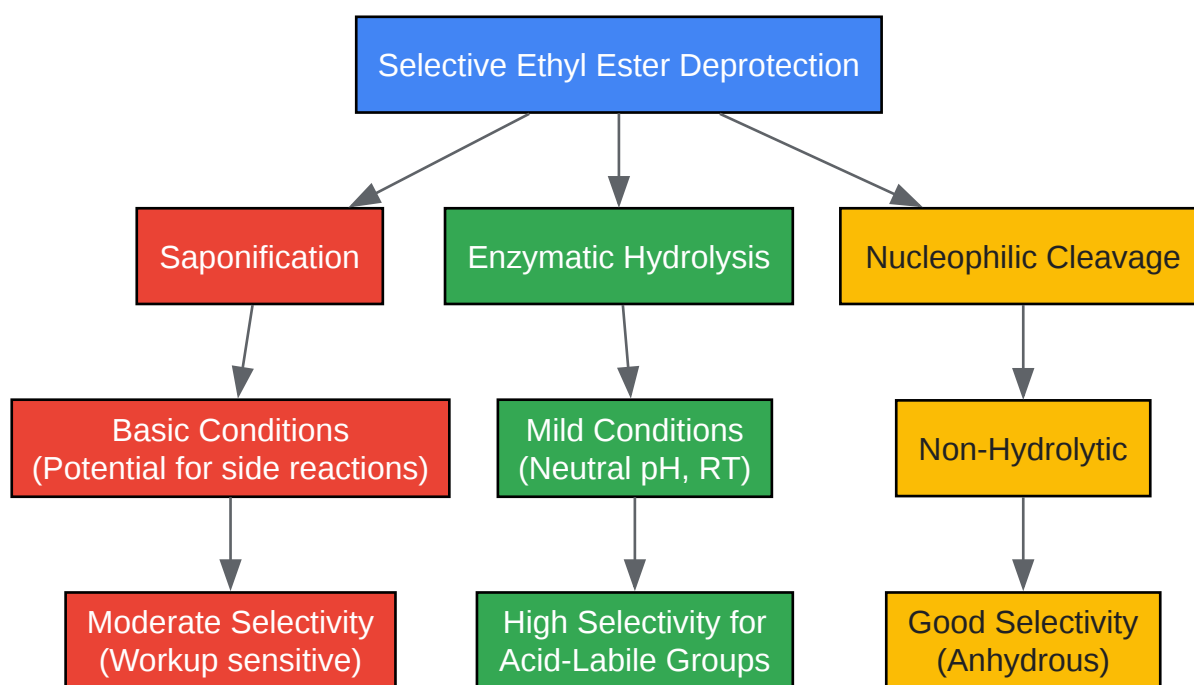 Selective Ethyl Ester Deprotection
Saponification
Enzymatic Hydrolysis
Nucleophilic Cleavage
Basic Conditions
(Potential for side reactions)
Mild Conditions
(Neutral pH, RT)
Non-Hydrolytic
Moderate Selectivity
(Workup sensitive)
High Selectivity for
Acid-Labile Groups
Good Selectivity
(Anhydrous)